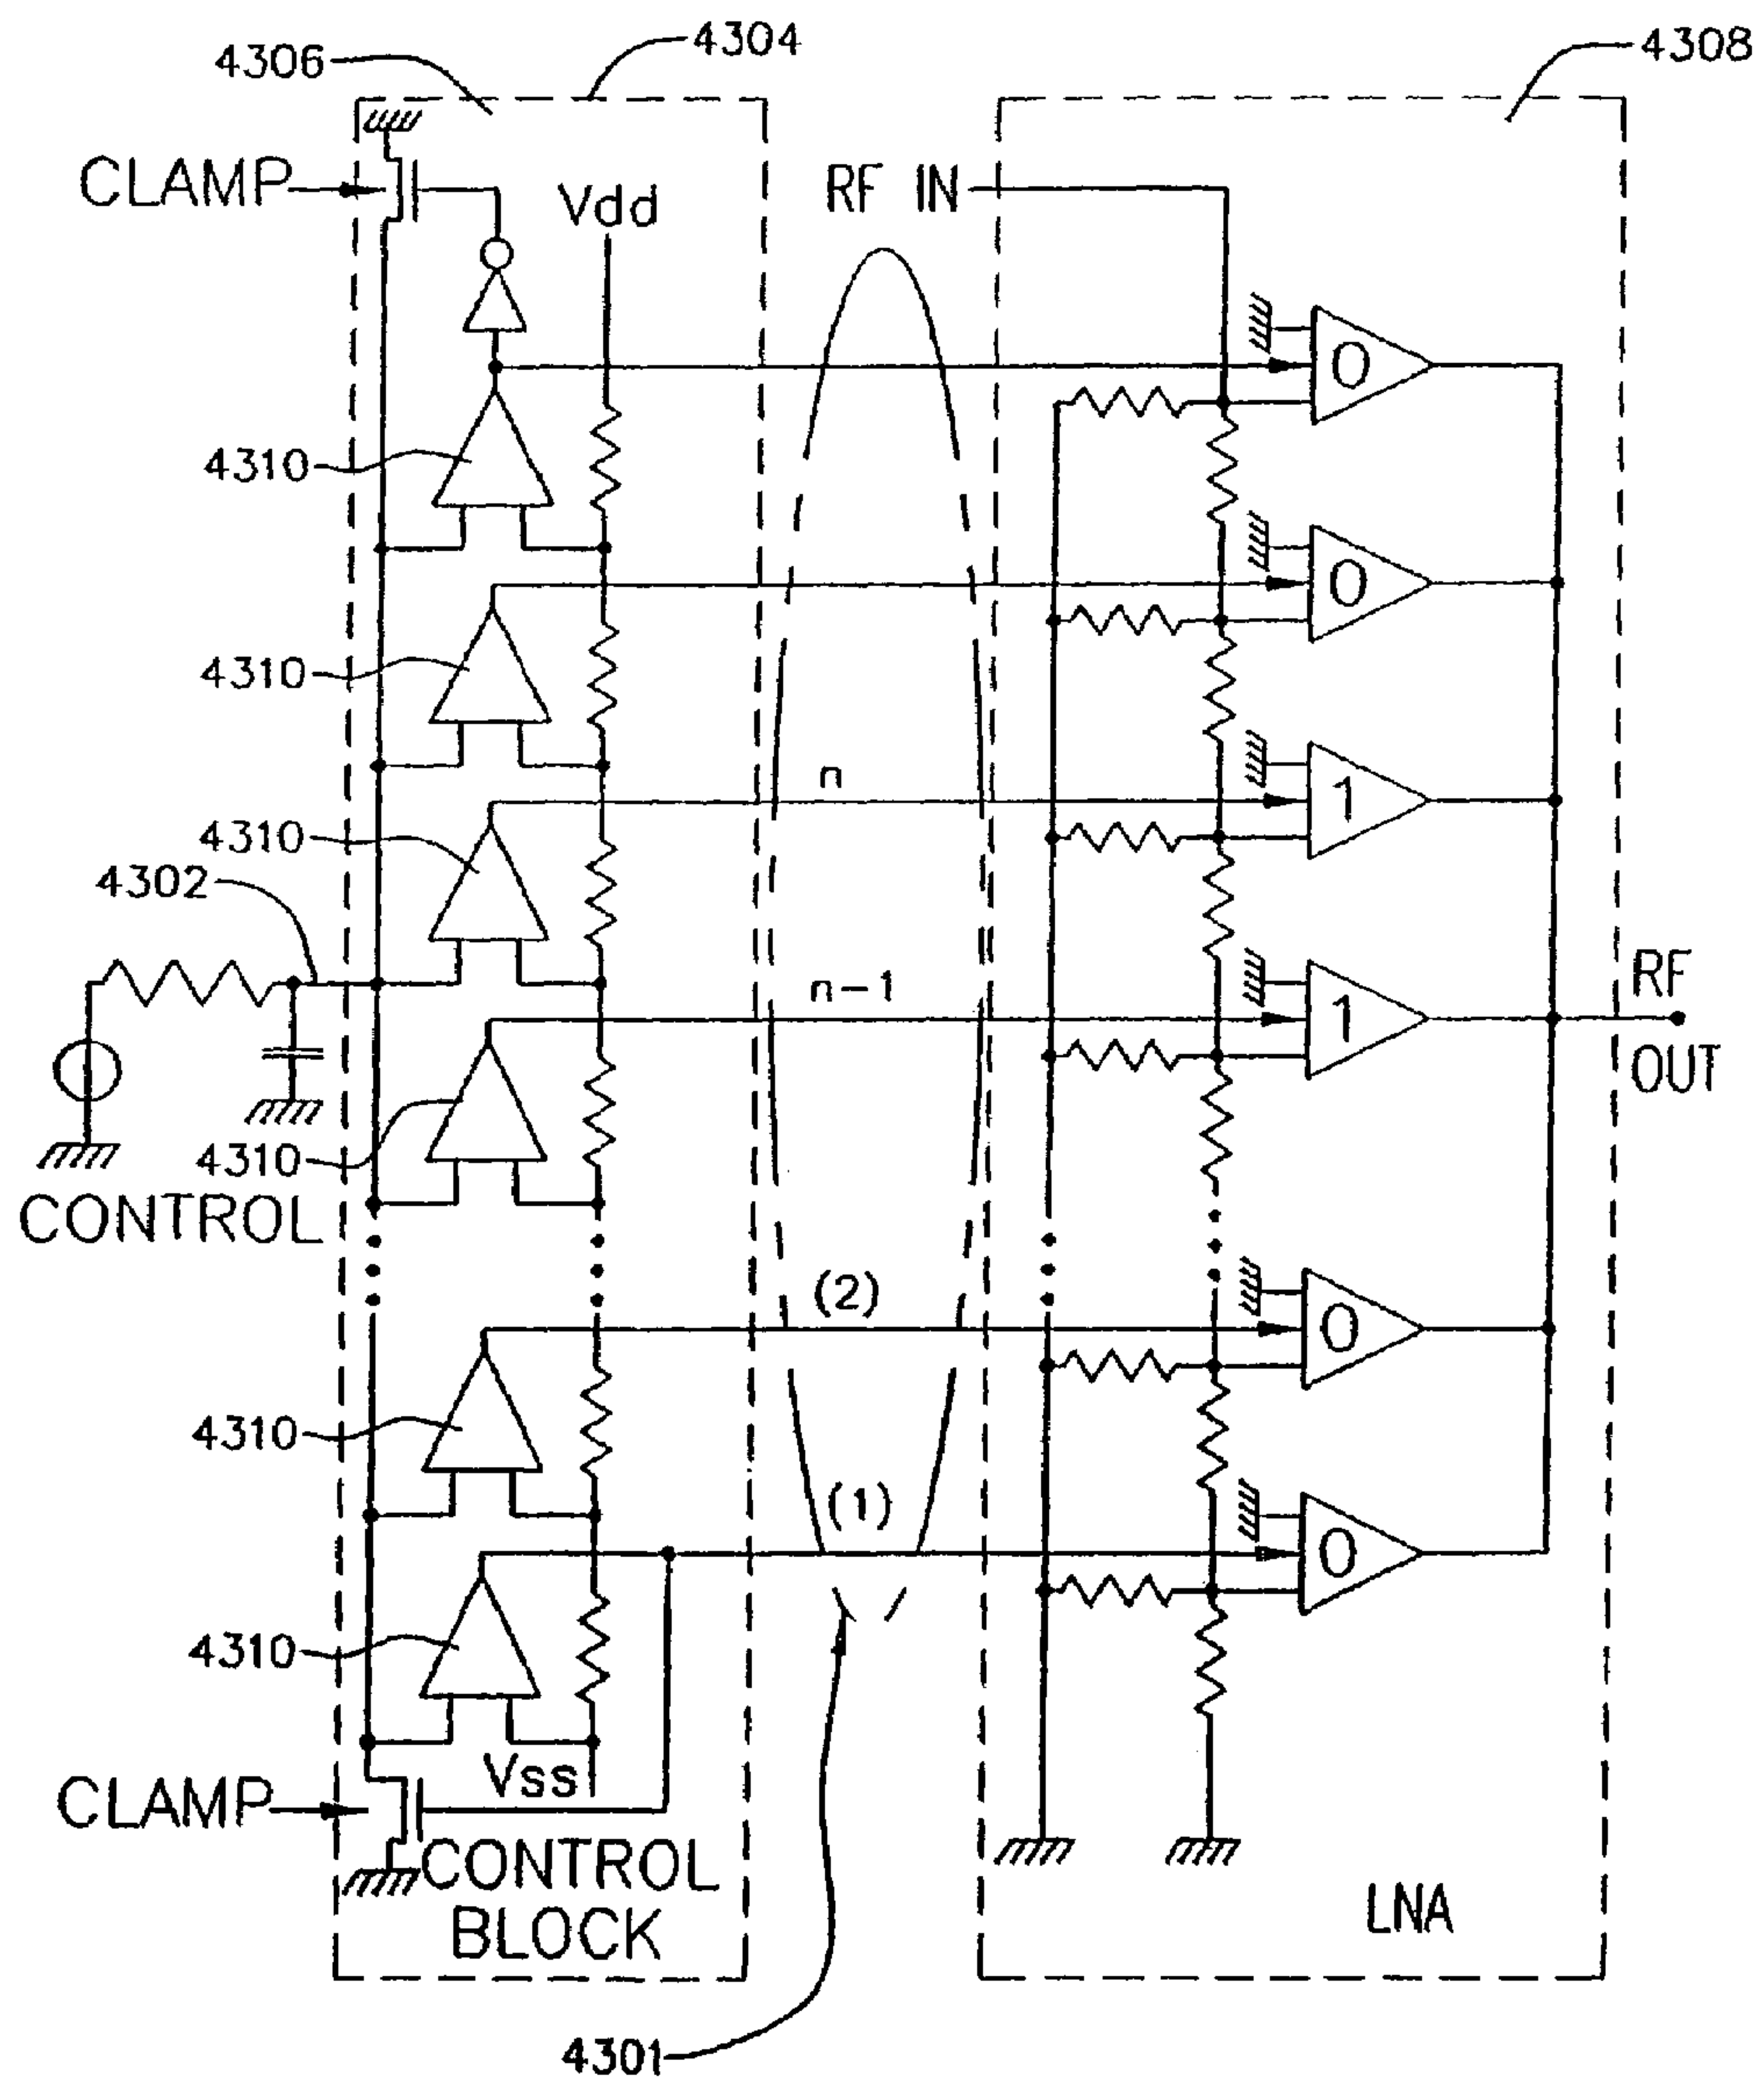 4306
4304
4308
CLAMP
Vdd
RF IN
0
4310
0
4310
n
1
4310
4302
n-1
1
RF
OUT
4310
CONTROL
(2)
0
4310
(1)
0
4310
Vss
CLAMP
CONTROL
BLOCK
LNA
4301